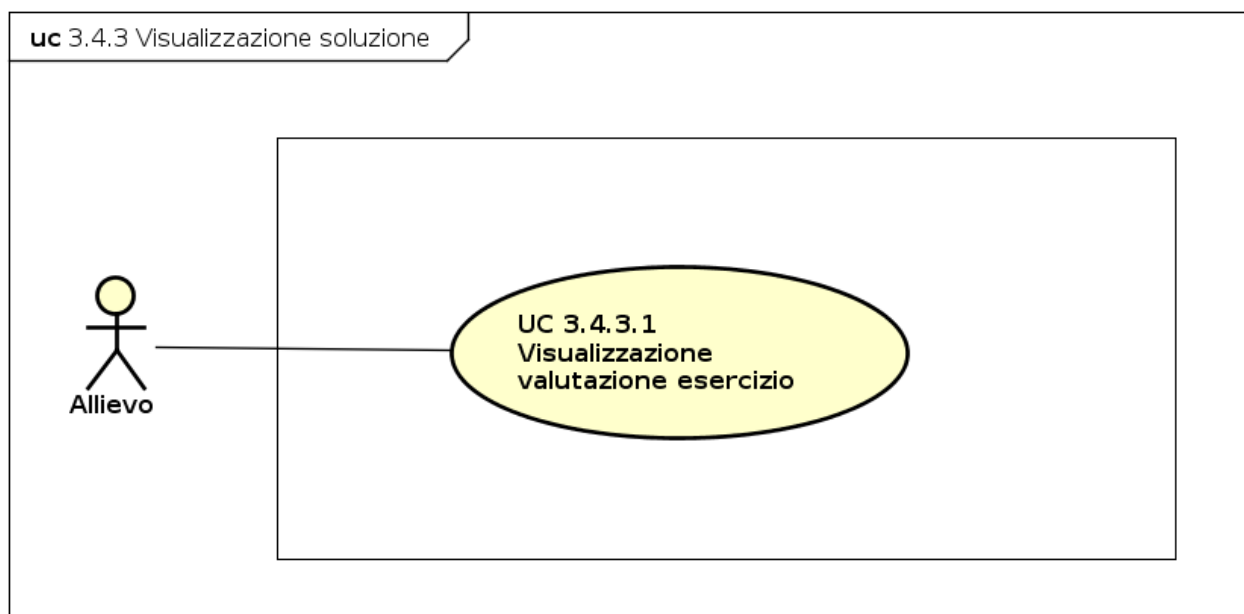 uc 3.4.3 Visualizzazione soluzione
UC 3.4.3.1
Visualizzazione
valutazione esercizio
Allievo